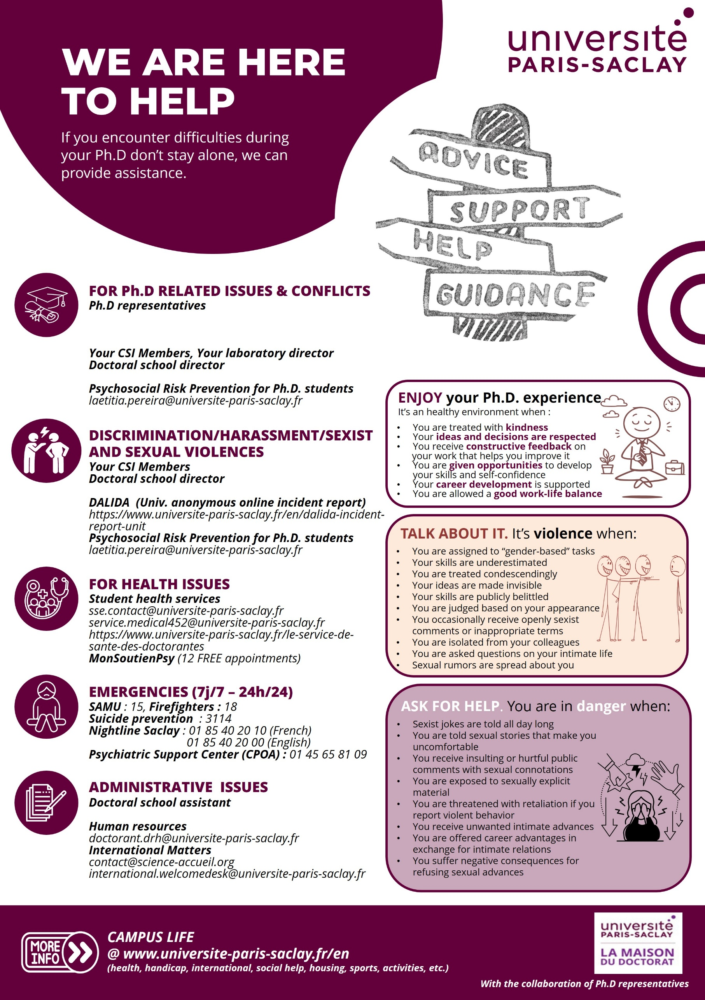 WE ARE HERE
TO HELP
If you encounter difficulties during
your Ph.D don't stay alone, we can
provide assistance.
universitė
PARIS-SACLAY
ADVICE
SUPPORT
HELP
GUIDANCE
FOR Ph.D RELATED ISSUES & CONFLICTS
Ph.D representatives
Your CSI Members, Your laboratory director
Doctoral school director
Psychosocial Risk Prevention for Ph.D. students
laetitia.pereira@universite-paris-saclay.fr
DISCRIMINATION/HARASSMENT/SEXIST
AND SEXUAL VIOLENCES
Your CSI Members
Doctoral school director
DALIDA (Univ. anonymous online incident report)
https://www.universite-paris-saclay.fr/en/dalida-incident-
report-unit
Psychosocial Risk Prevention for Ph.D. students
laetitia.pereira@universite-paris-saclay.fr
FOR HEALTH ISSUES
Student health services
sse.contact@universite-paris-saclay.fr
service.medical452@universite-paris-saclay.fr
https://www.universite-paris-saclay.fr/le-service-de-
sante-des-doctorantes
MonSoutienPsy (12 FREE appointments)
EMERGENCIES (7j/7 – 24h/24)
SAMU : 15, Firefighters : 18
Suicide prevention : 3114
Nightline Saclay : 01 85 40 20 10 (French)
01 85 40 20 00 (English)
Psychiatric Support Center (CPOA) : 01 45 65 81 09
ADMINISTRATIVE ISSUES
Doctoral school assistant
Human resources
doctorant.drh@universite-paris-saclay.fr
International Matters
contact@science-accueil.org
international.welcomedesk@universite-paris-saclay.fr
ENJOY your Ph.D. experience
It's an healthy environment when :
• You are treated with kindness
• Your ideas and decisions are respected
• You receive constructive feedback on
your work that helps you improve it
• You are given opportunities to develop
your skills and self-confidence
• Your career development is supported
• You are allowed a good work-life balance
TALK ABOUT IT. It's violence when:
• You are assigned to “gender-based” tasks
• Your skills are underestimated
• You are treated condescendingly
• Your ideas are made invisible
• Your skills are publicly belittled
• You are judged based on your appearance
• You occasionally receive openly sexist
comments or inappropriate terms
• You are isolated from your colleagues
• You are asked questions on your intimate life
• Sexual rumors are spread about you
ASK FOR HELP. You are in danger when:
• Sexist jokes are told all day long
• You are told sexual stories that make you
uncomfortable
• You receive insulting or hurtful public
comments with sexual connotations
• You are exposed to sexually explicit
material
• You are threatened with retaliation if you
report violent behavior
• You receive unwanted intimate advances
• You are offered career advantages in
exchange for intimate relations
• You suffer negative consequences for
refusing sexual advances
MORE
INFO
CAMPUS LIFE
@ www.universite-paris-saclay.fr/en
(health, handicap, international, social help, housing, sports, activities, etc.)
universitė
PARIS-SACLAY
LA MAISON
DU DOCTORAT
With the collaboration of Ph.D representatives